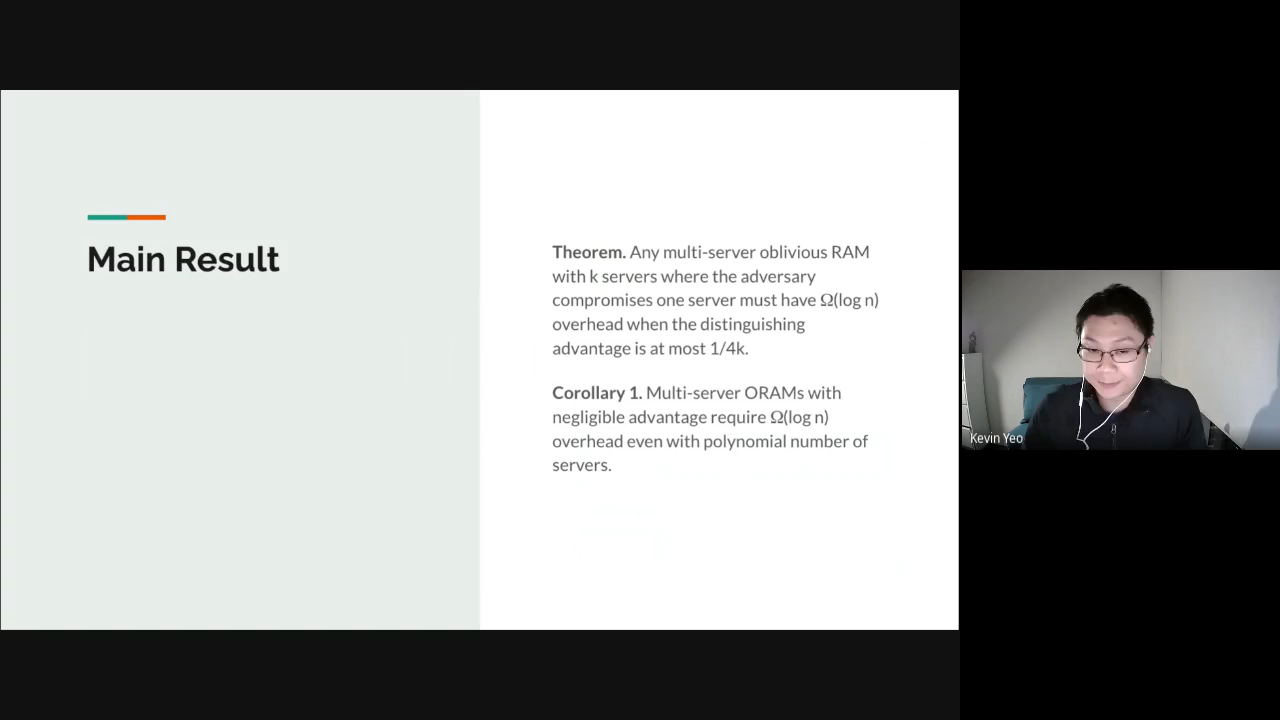 Main Result
Theorem. Any multi-server oblivious RAM
with k servers where the adversary
compromises one server must have Ω(log n)
overhead when the distinguishing
advantage is at most 1/4k.
Corollary 1. Multi-server ORAMs with
negligible advantage require Ω(log n)
overhead even with polynomial number of
servers.
Kevin Yeo